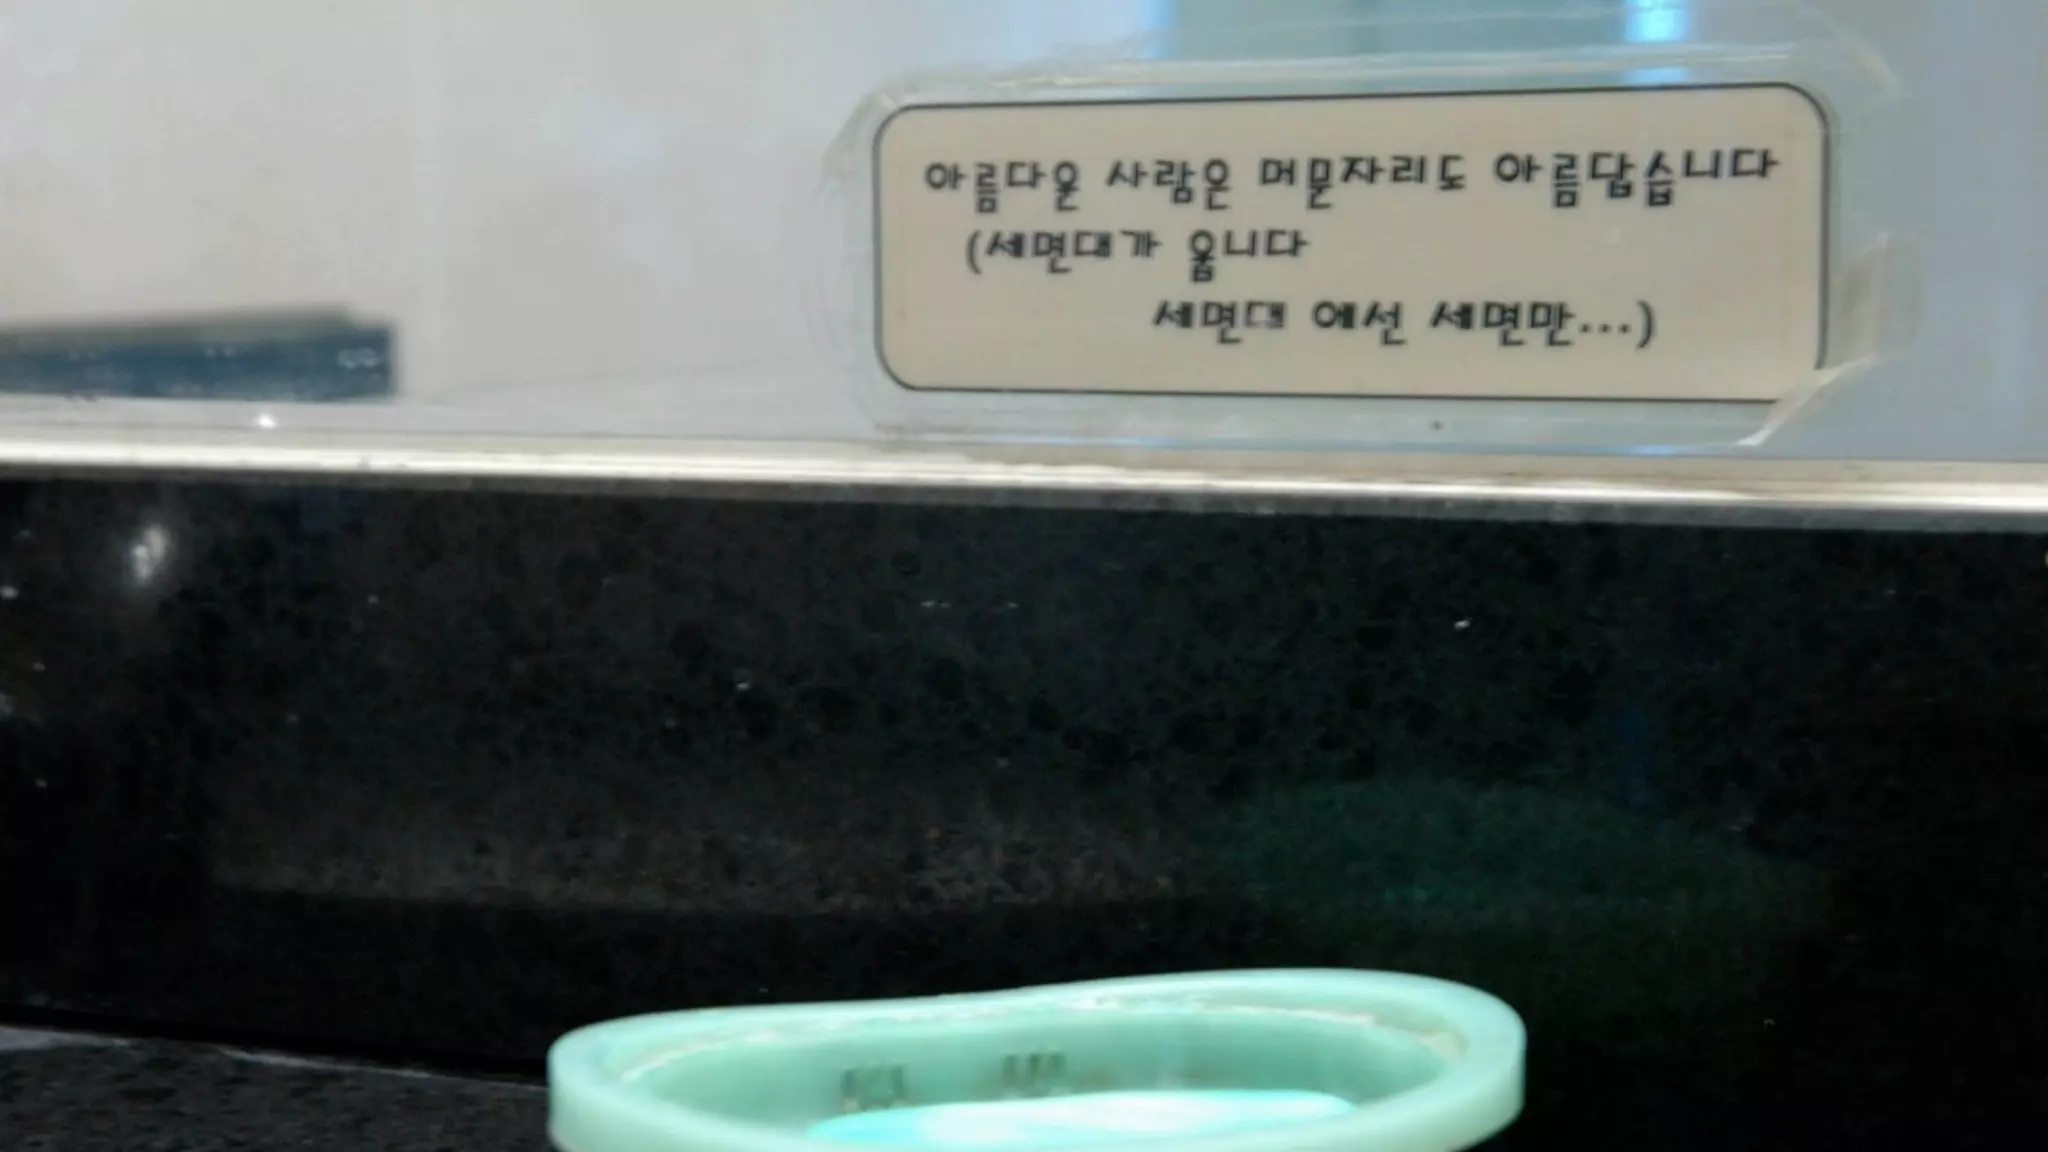 아름다운 사람은 머문자리도 아름답습니다
(세면대가 웁니다
세면대 에선 세면만...)